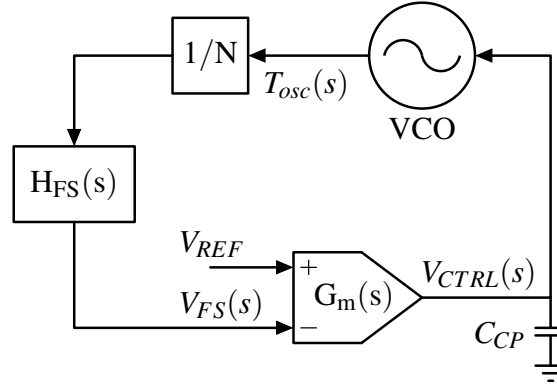 1/N
T_osc(s)
VCO
H_FS(s)
V_REF
+
G_m(s)
V_CTRL(s)
V_FS(s)
−
C_CP